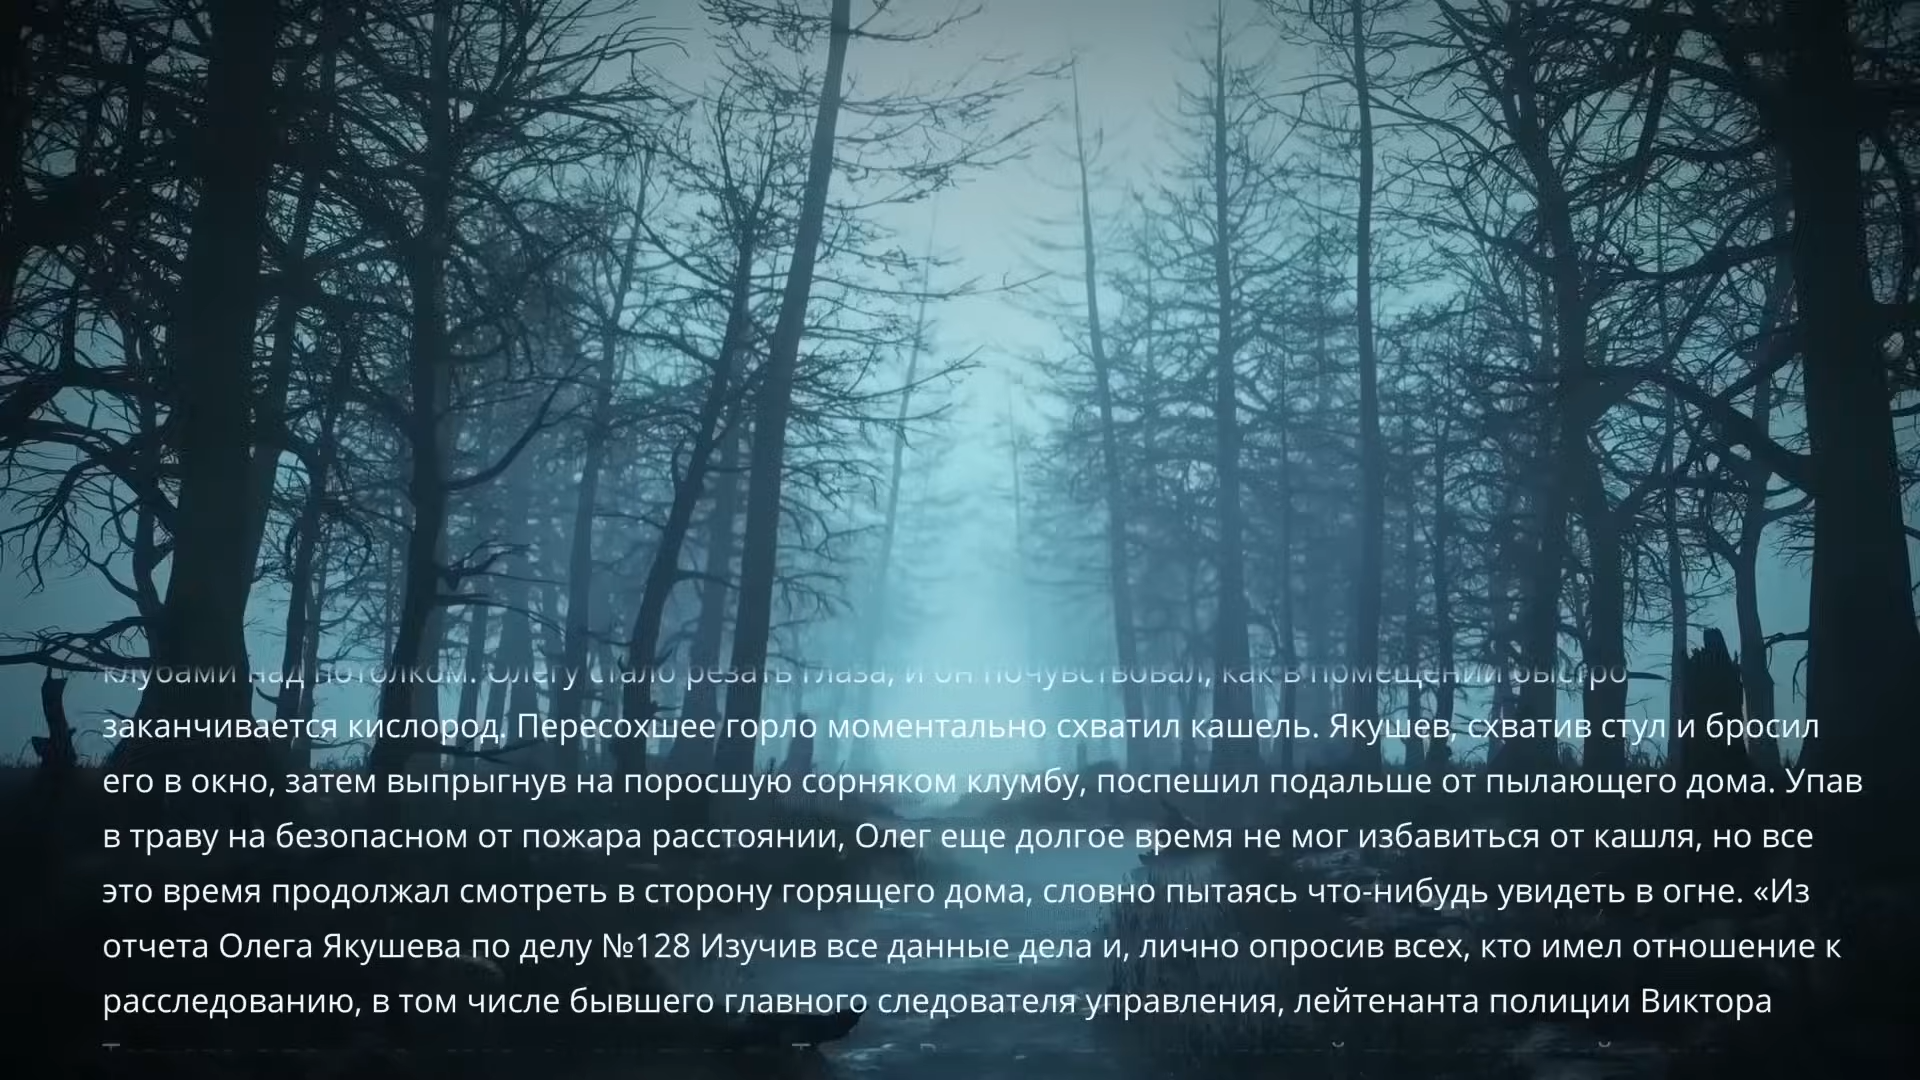 клубами над потолком. Олегу стало резать глаза, и он почувствовал, как в помещении быстро
заканчивается кислород. Пересохшее горло моментально схватил кашель. Якушев, схватив стул и бросил
его в окно, затем выпрыгнув на поросшую сорняком клумбу, поспешил подальше от пылающего дома. Упав
в траву на безопасном от пожара расстоянии, Олег еще долгое время не мог избавиться от кашля, но все
это время продолжал смотреть в сторону горящего дома, словно пытаясь что-нибудь увидеть в огне. «Из
отчета Олега Якушева по делу №128 Изучив все данные дела и, лично опросив всех, кто имел отношение к
расследованию, в том числе бывшего главного следователя управления, лейтенанта полиции Виктора